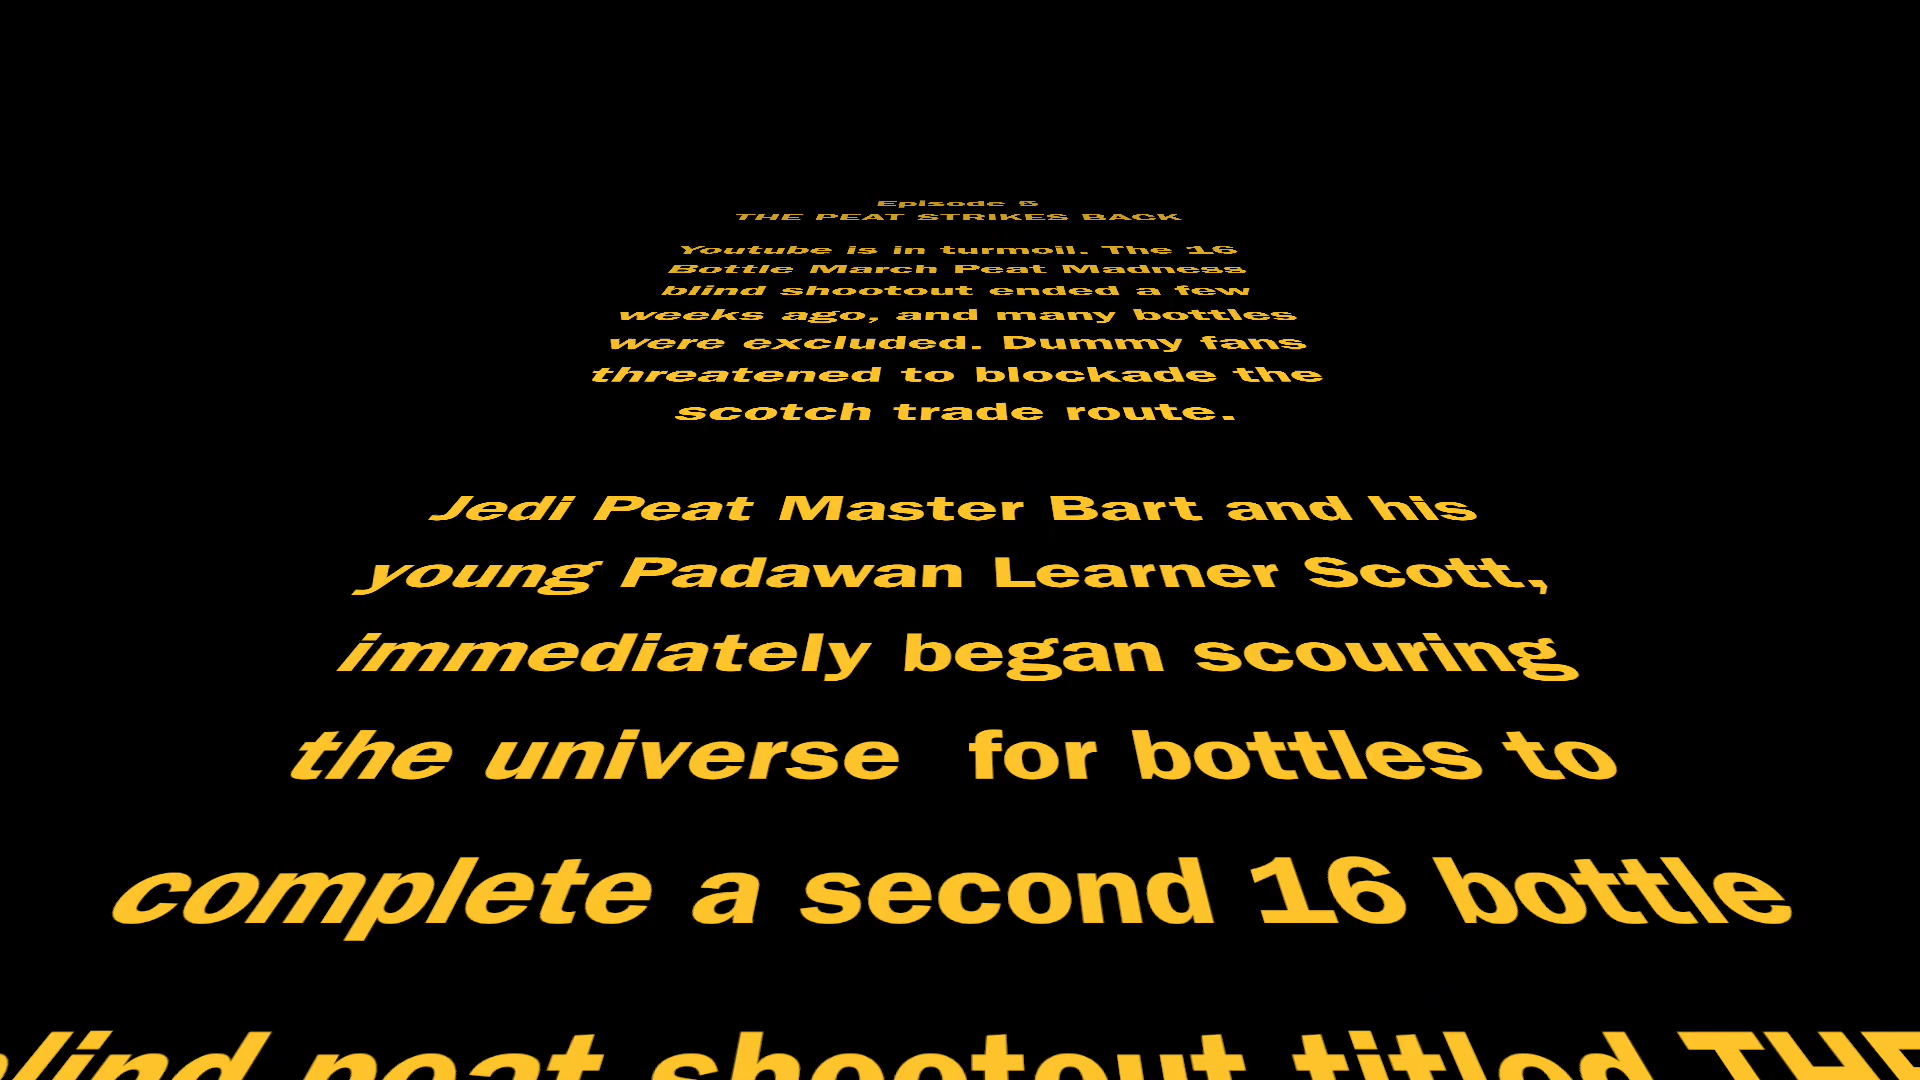 Episode 5
THE PEAT STRIKES BACK
Youtube is in turmoil. The 16
Bottle March Peat Madness
blind shootout ended a few
weeks ago, and many bottles
were excluded. Dummy fans
threatened to blockade the
scotch trade route.
Jedi Peat Master Bart and his
young Padawan Learner Scott,
immediately began scouring
the universe for bottles to
complete a second 16 bottle
blind peat shootout titled THE